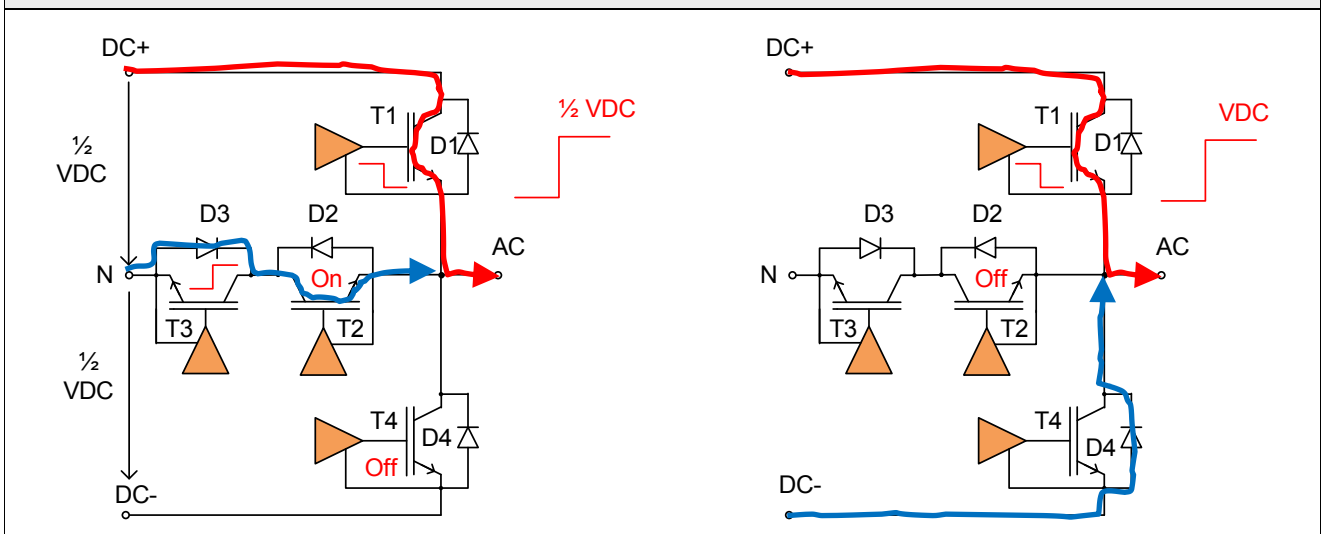 DC+
T1
D1
½ VDC
½
VDC
D3
D2
AC
N
On
T3
T2
½
VDC
T4
D4
Off
DC-
DC+
T1
D1
VDC
D3
D2
AC
N
Off
T3
T2
T4
D4
DC-